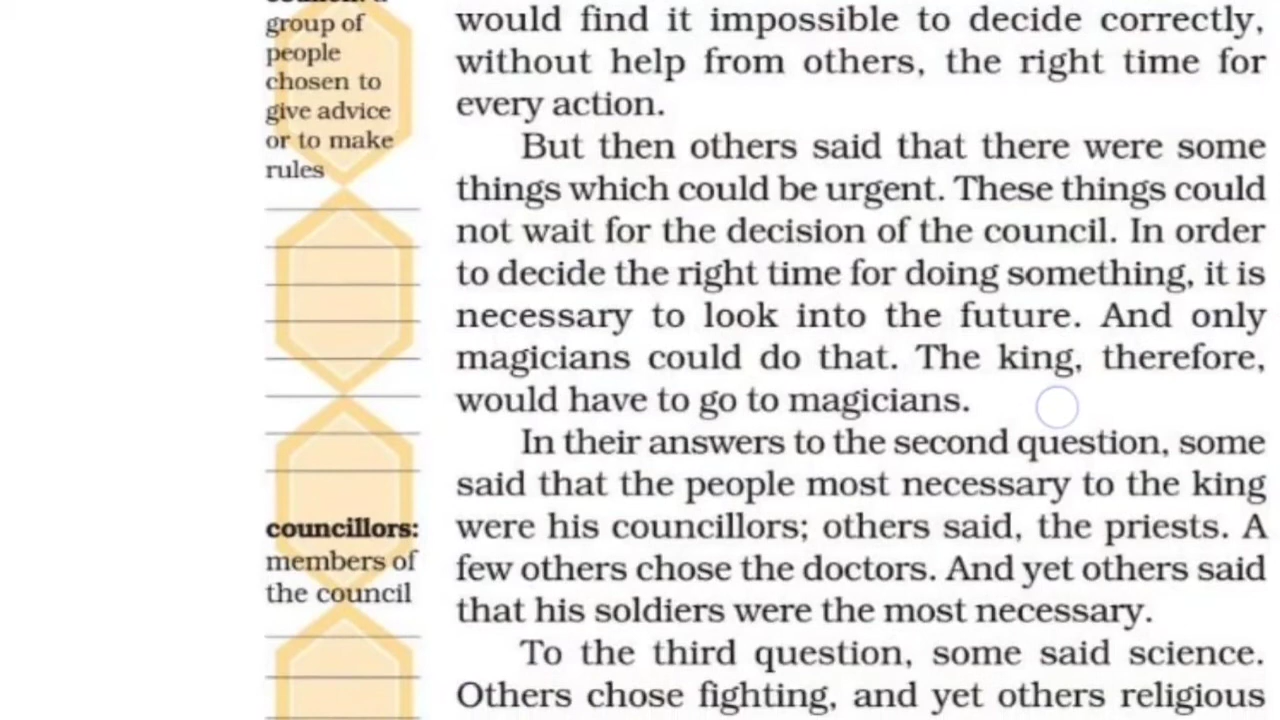 group of
people
chosen to
give advice
or to make
rules
would find it impossible to decide correctly,
without help from others, the right time for
every action.
But then others said that there were some
things which could be urgent. These things could
not wait for the decision of the council. In order
to decide the right time for doing something, it is
necessary to look into the future. And only
magicians could do that. The king, therefore,
would have to go to magicians.
In their answers to the second question, some
said that the people most necessary to the king
were his councillors; others said, the priests. A
few others chose the doctors. And yet others said
that his soldiers were the most necessary.
councillors:
members of
the council
To the third question, some said science.
Others chose fighting, and yet others religious